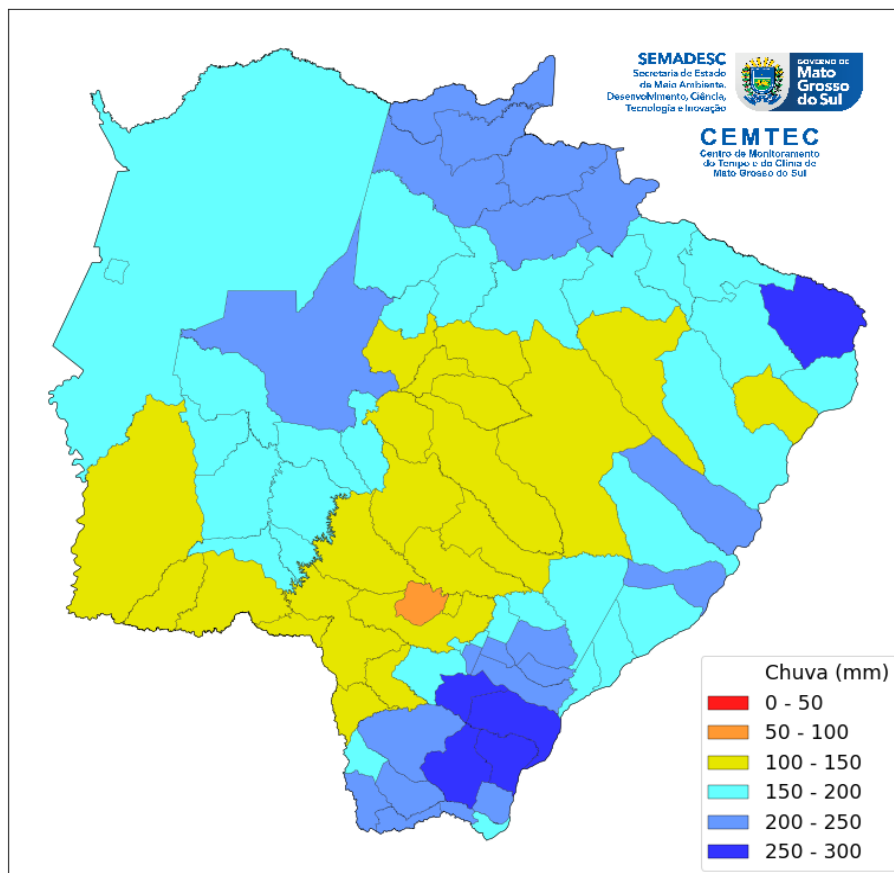 SEMADESC
Secretaria de Estado
de Meio Ambiente,
Desenvolvimento, Ciência,
Tecnologia e Inovação
GOVERNO DE
Mato
Grosso
do Sul
CEMTEC
Centro de Monitoramento
do Tempo e do Clima de
Mato Grosso do Sul
Chuva (mm)
0 - 50
50 - 100
100 - 150
150 - 200
200 - 250
250 - 300